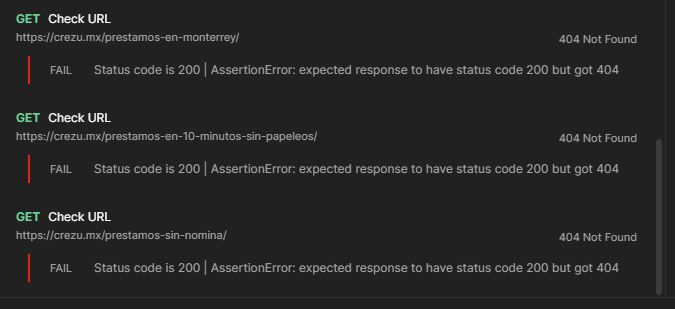 GET Check URL
https://crezu.mx/prestamos-en-monterrey/
404 Not Found
FAIL Status code is 200 | AssertionError: expected response to have status code 200 but got 404
GET Check URL
https://crezu.mx/prestamos-en-10-minutos-sin-papeleos/
404 Not Found
FAIL Status code is 200 | AssertionError: expected response to have status code 200 but got 404
GET Check URL
https://crezu.mx/prestamos-sin-nomina/
404 Not Found
FAIL Status code is 200 | AssertionError: expected response to have status code 200 but got 404